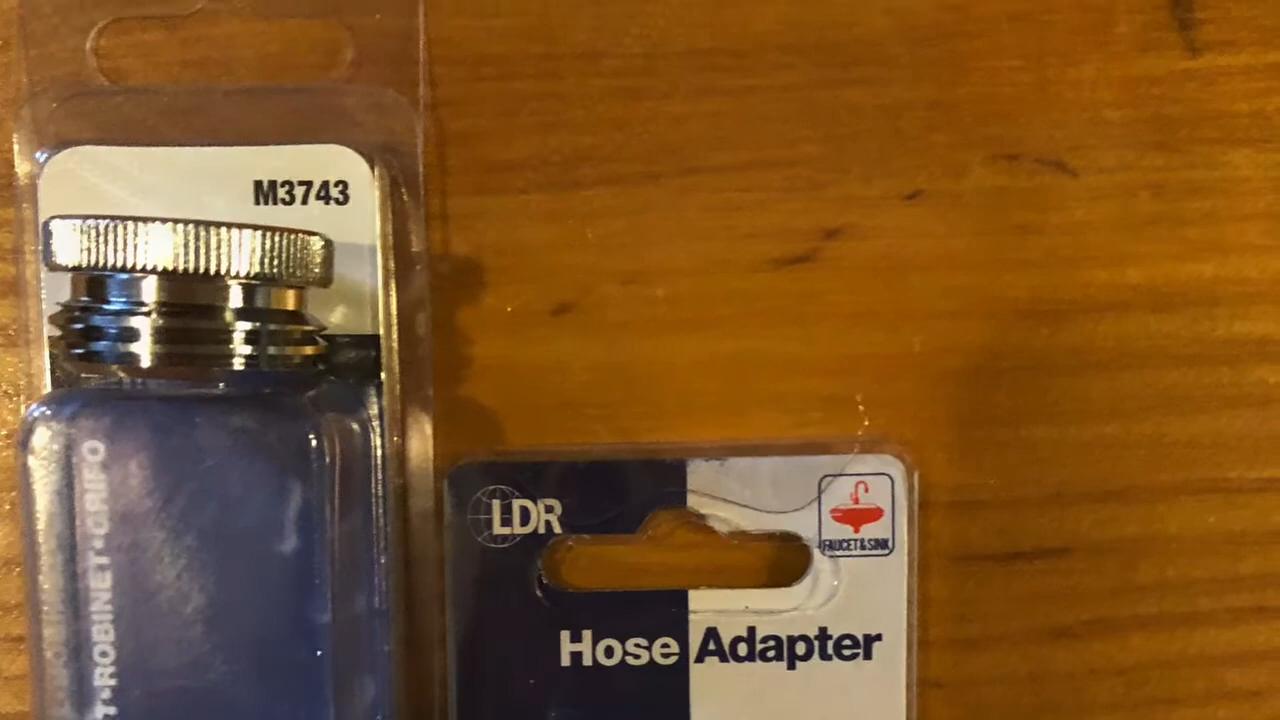 M3743
T•ROBINET•GRIFO
LDR
FAUCET & SINK
Hose Adapter